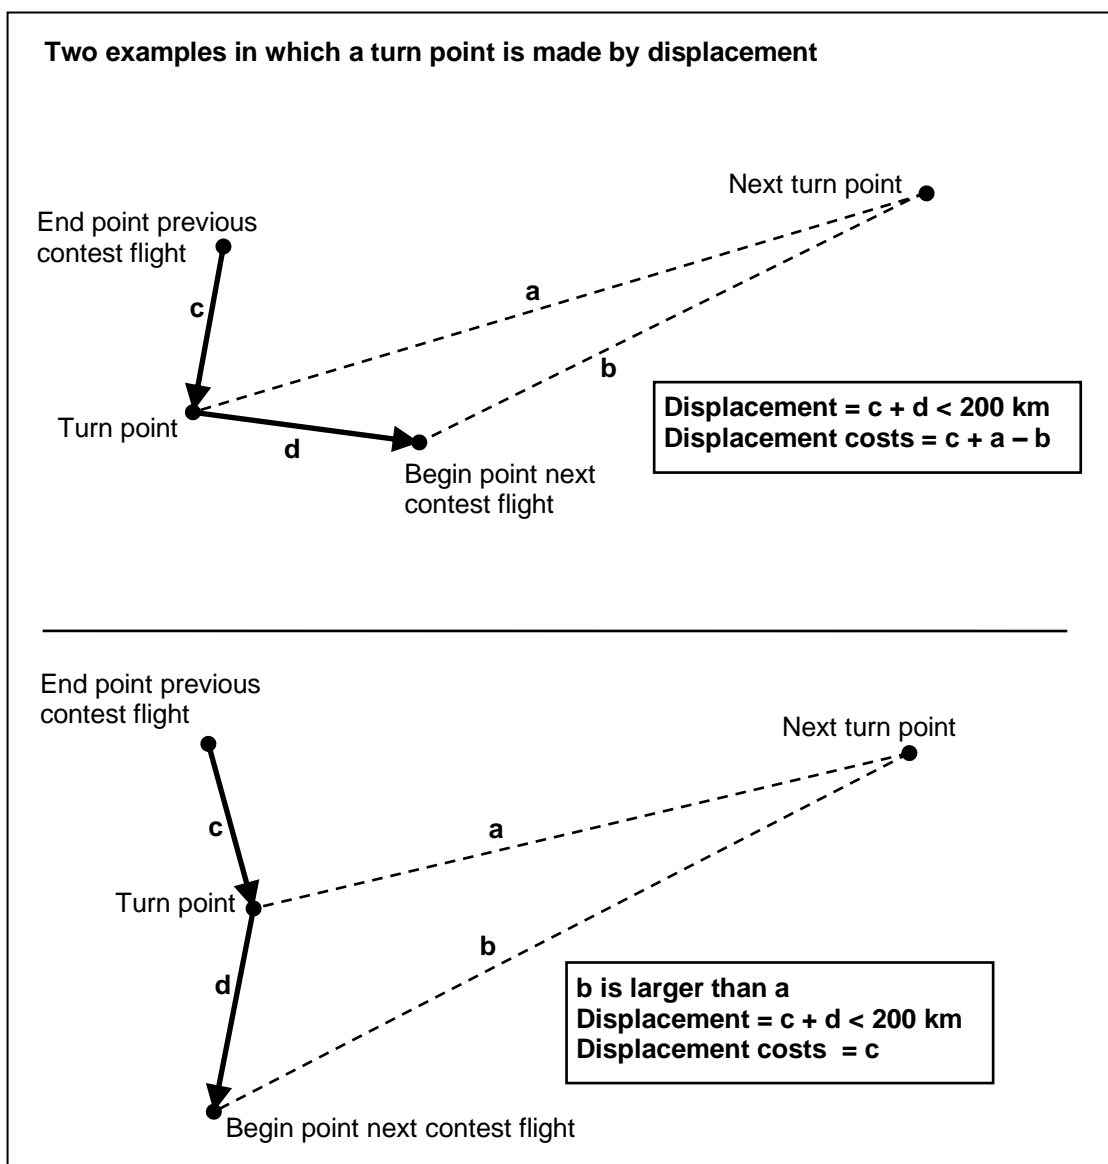 Two examples in which a turn point is made by displacement
Next turn point
End point previous
contest flight
a
c
b
Displacement = c + d < 200 km
Displacement costs = c + a – b
Turn point
d
Begin point next
contest flight
End point previous
contest flight
Next turn point
c
a
Turn point
b
d
b is larger than a
Displacement = c + d < 200 km
Displacement costs  = c
Begin point next contest flight